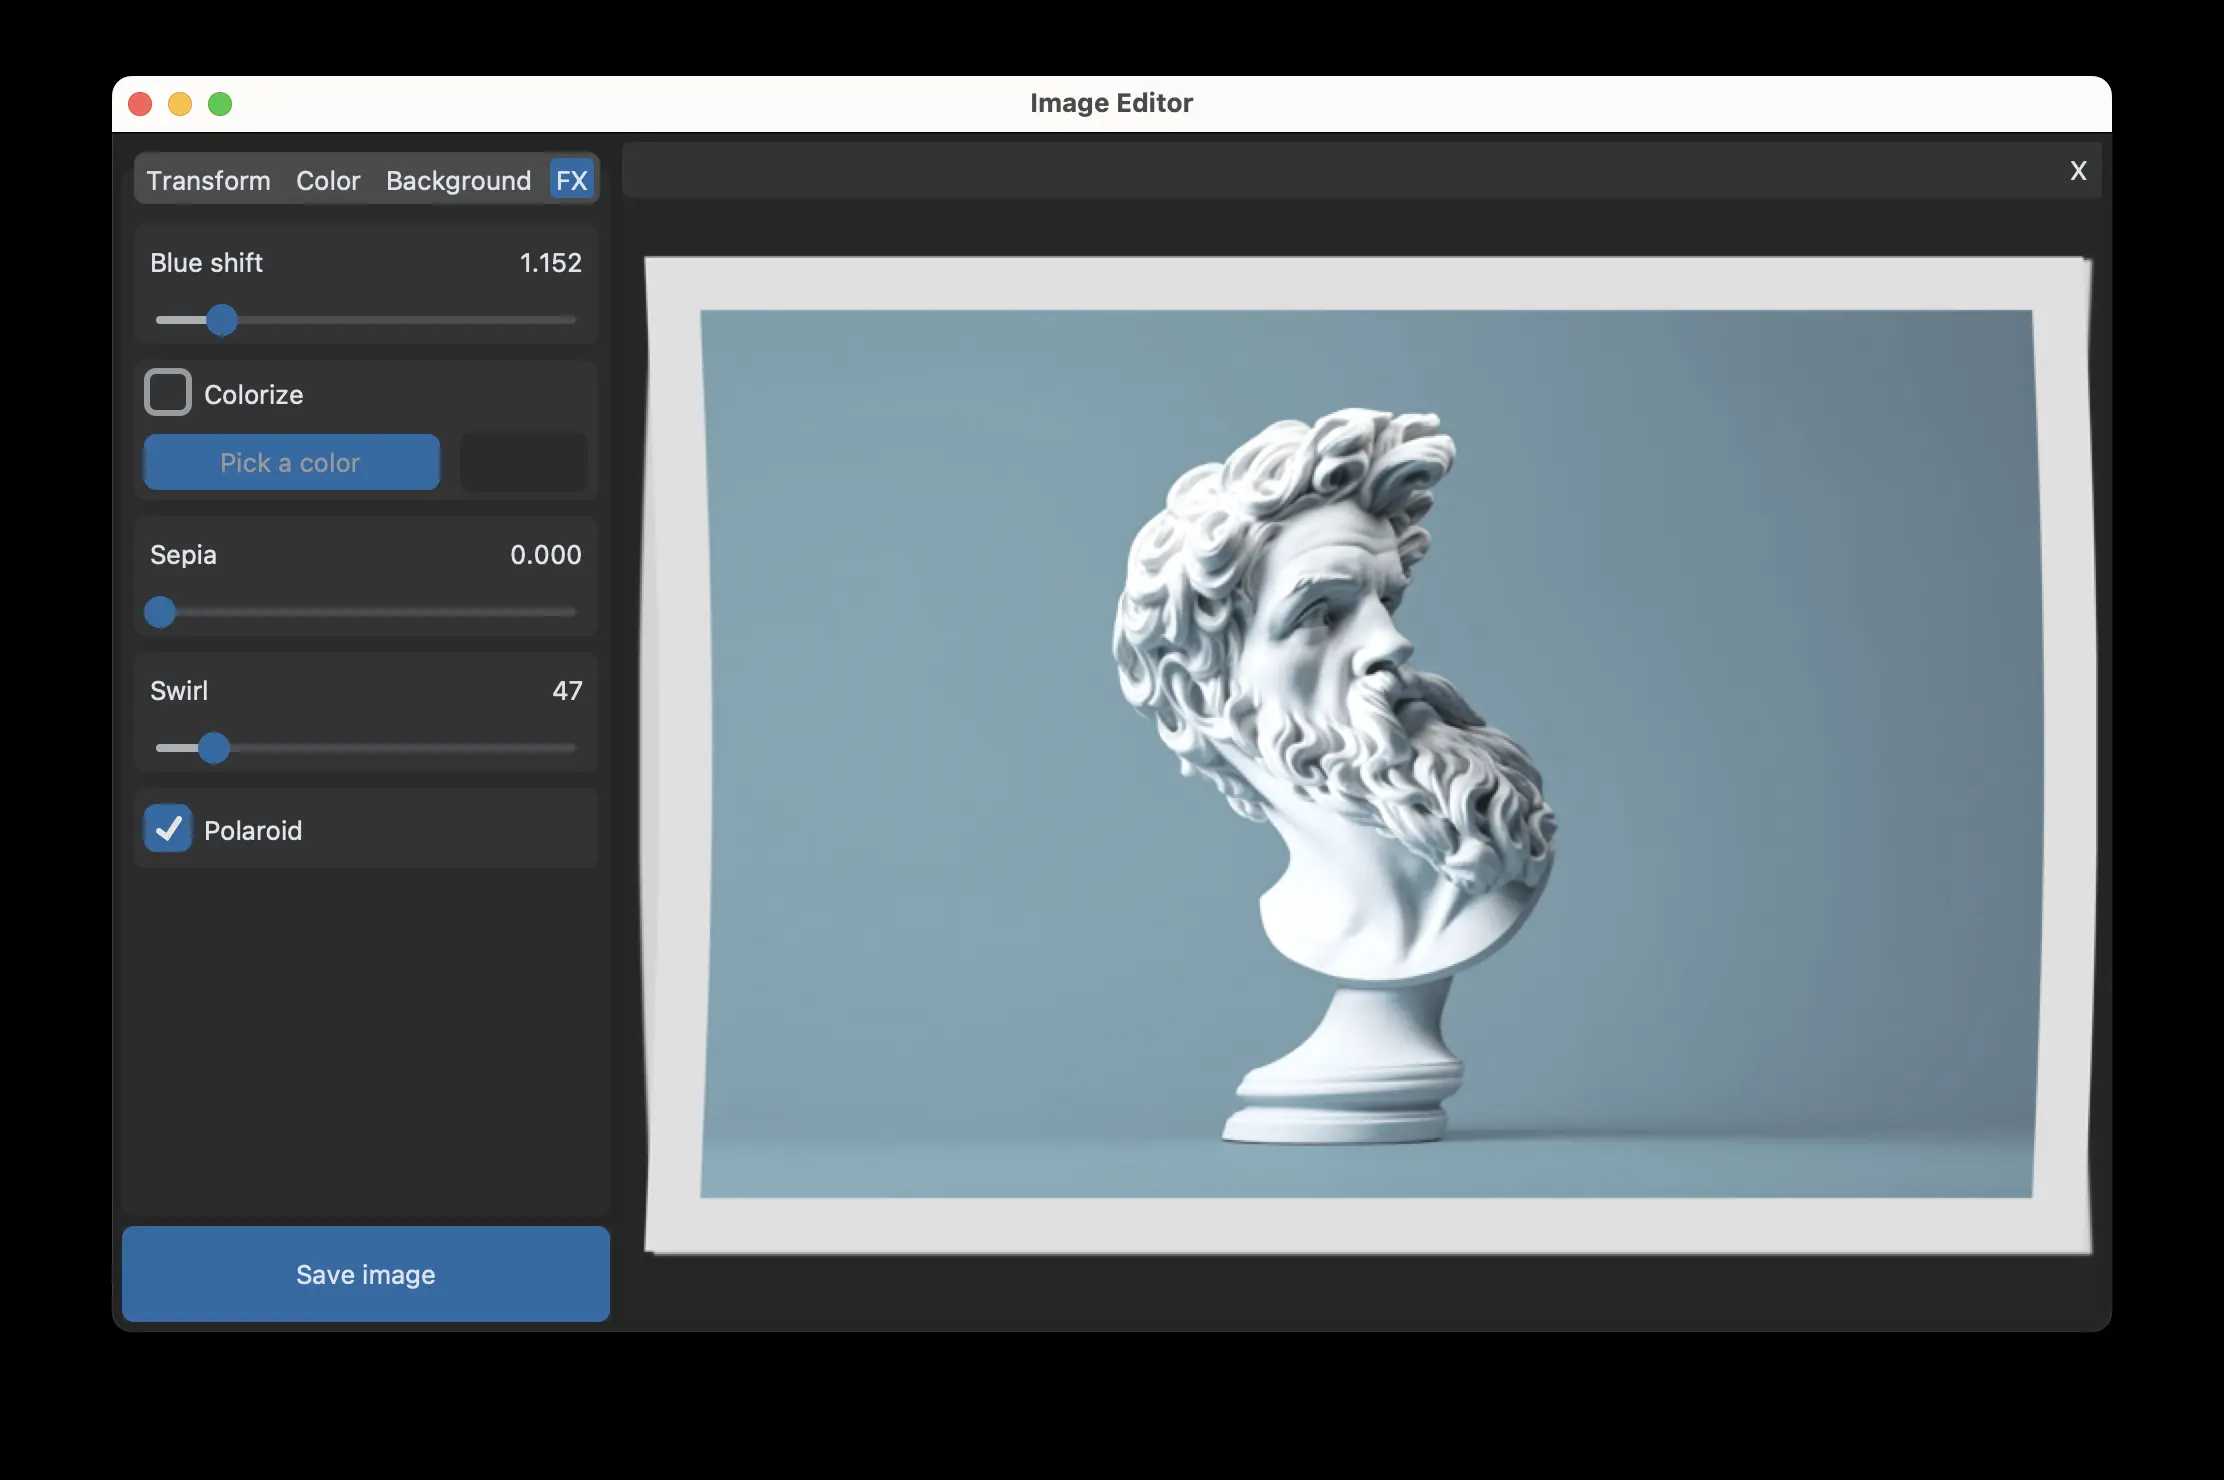 Image Editor
Transform Color Background FX
X
Blue shift 1.152
Colorize
Pick a color
Sepia 0.000
Swirl 47
Polaroid
Save image